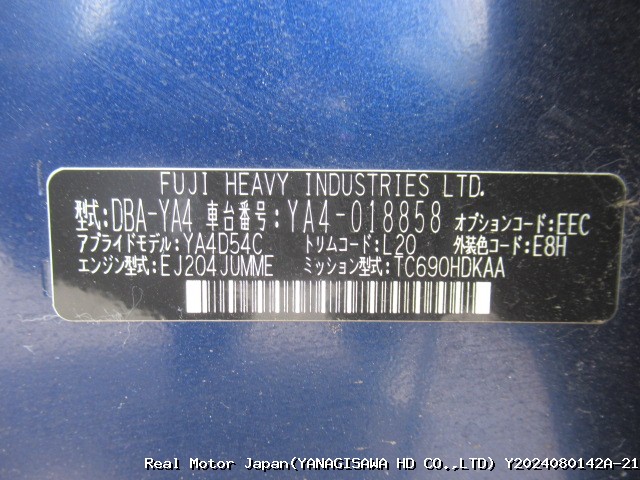 FUJI HEAVY INDUSTRIES LTD.
型式:DBA-YA4 車台番号:YA4-018858 オプションコード:EEC
アプライドモデル:YA4D54C トリムコード:L20 外装色コード:E8H
エンジン型式:EJ204JUMME ミッション型式:TC690HDKAA
Real Motor Japan(YANAGISAWA HD CO.,LTD) Y2024080142A-21